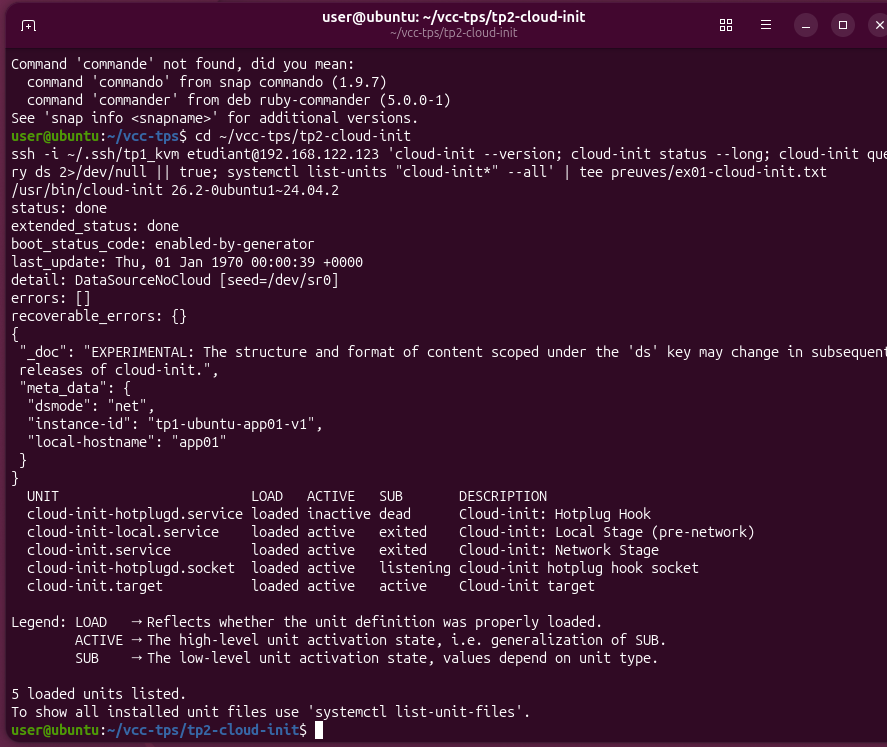 user@ubuntu: ~/vcc-tps/tp2-cloud-init
~/vcc-tps/tp2-cloud-init
Command 'commande' not found, did you mean:
  command 'commando' from snap commando (1.9.7)
  command 'commander' from deb ruby-commander (5.0.0-1)
See 'snap info <snapname>' for additional versions.
user@ubuntu:~/vcc-tps$ cd ~/vcc-tps/tp2-cloud-init
ssh -i ~/.ssh/tp1_kvm etudiant@192.168.122.123 'cloud-init --version; cloud-init status --long; cloud-init que
ry ds 2>/dev/null || true; systemctl list-units "cloud-init*" --all' | tee preuves/ex01-cloud-init.txt
/usr/bin/cloud-init 26.2-0ubuntu1~24.04.2
status: done
extended_status: done
boot_status_code: enabled-by-generator
last_update: Thu, 01 Jan 1970 00:00:39 +0000
detail: DataSourceNoCloud [seed=/dev/sr0]
errors: []
recoverable_errors: {}
{
 "_doc": "EXPERIMENTAL: The structure and format of content scoped under the 'ds' key may change in subsequent
 releases of cloud-init.",
 "meta_data": {
  "dsmode": "net",
  "instance-id": "tp1-ubuntu-app01-v1",
  "local-hostname": "app01"
 }
}
  UNIT                        LOAD   ACTIVE   SUB       DESCRIPTION
  cloud-init-hotplugd.service loaded inactive dead      Cloud-init: Hotplug Hook
  cloud-init-local.service    loaded active   exited    Cloud-init: Local Stage (pre-network)
  cloud-init.service          loaded active   exited    Cloud-init: Network Stage
  cloud-init-hotplugd.socket  loaded active   listening cloud-init hotplug hook socket
  cloud-init.target           loaded active   active    Cloud-init target

Legend: LOAD   → Reflects whether the unit definition was properly loaded.
        ACTIVE → The high-level unit activation state, i.e. generalization of SUB.
        SUB    → The low-level unit activation state, values depend on unit type.

5 loaded units listed.
To show all installed unit files use 'systemctl list-unit-files'.
user@ubuntu:~/vcc-tps/tp2-cloud-init$